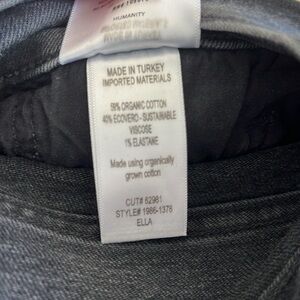 HUMANITY
MADE IN TURKEY
IMPORTED MATERIALS
59% ORGANIC COTTON
40% ECOVERO - SUSTAINABLE
VISCOSE
1% ELASTANE
Made using organically
grown cotton
CUT# 62981
STYLE# 1986-1378
ELLA